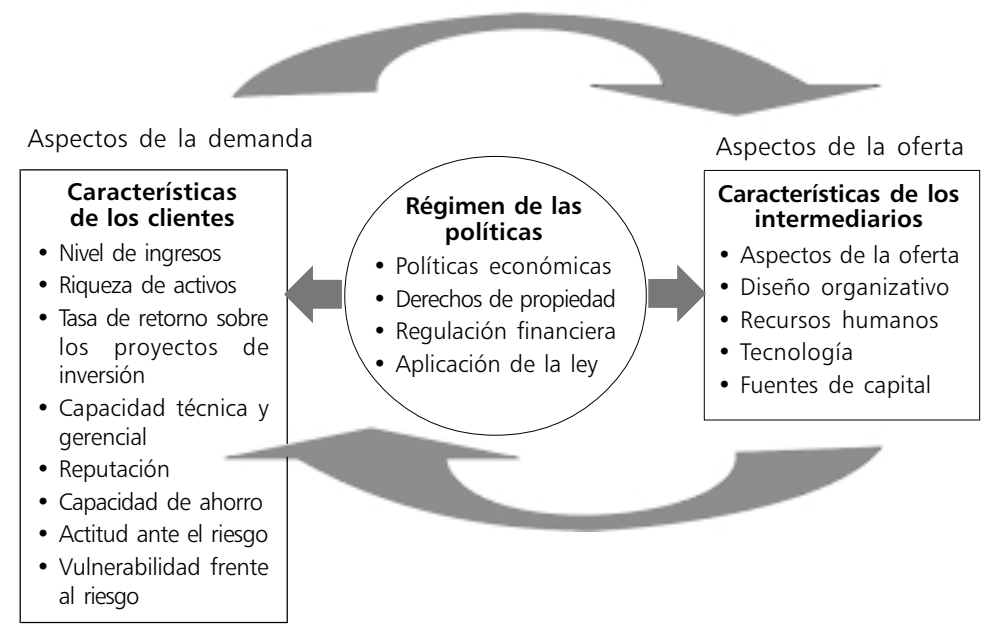 Aspectos de la demanda
Características
de los clientes
• Nivel de ingresos
• Riqueza de activos
• Tasa de retorno sobre
los proyectos de
inversión
• Capacidad técnica y
gerencial
• Reputación
• Capacidad de ahorro
• Actitud ante el riesgo
• Vulnerabilidad frente
al riesgo
Régimen de las
políticas
• Políticas económicas
• Derechos de propiedad
• Regulación financiera
• Aplicación de la ley
Aspectos de la oferta
Características de los
intermediarios
• Aspectos de la oferta
• Diseño organizativo
• Recursos humanos
• Tecnología
• Fuentes de capital